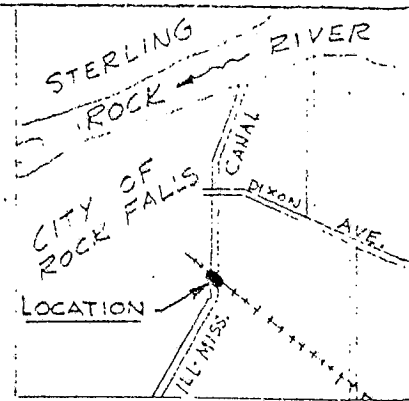 STERLING
ROCK RIVER
CANAL
CITY OF
ROCK FALLS
DIXON AVE.
LOCATION
ILL. MISS.